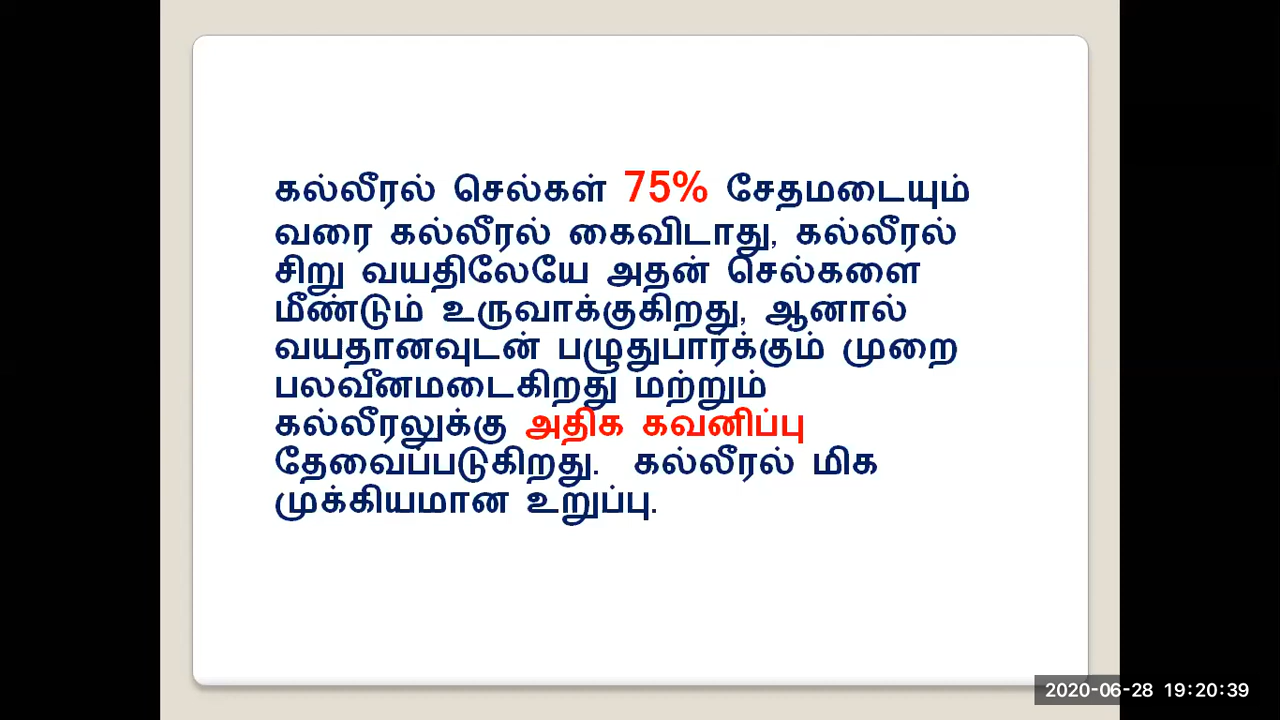 கல்லீரல் செல்கள் 75% சேதமடையும்
வரை கல்லீரல் கைவிடாது, கல்லீரல்
சிறு வயதிலேயே அதன் செல்களை
மீண்டும் உருவாக்குகிறது, ஆனால்
வயதானவுடன் பழுதுபார்க்கும் முறை
பலவீனமடைகிறது மற்றும்
கல்லீரலுக்கு அதிக கவனிப்பு
தேவைப்படுகிறது. கல்லீரல் மிக
முக்கியமான உறுப்பு.
2020-06-28 19:20:39